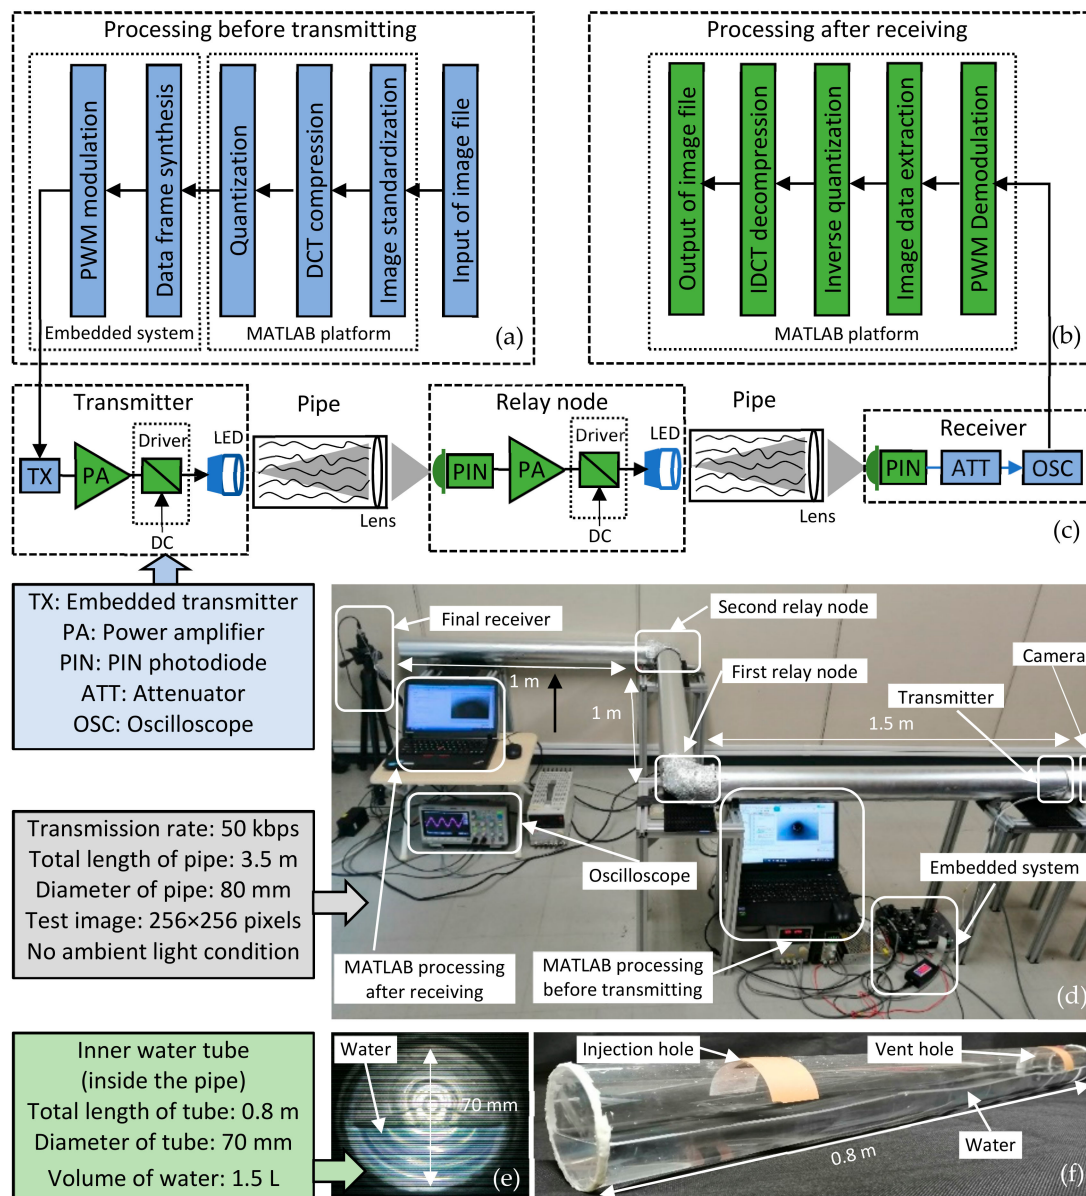 Processing before transmitting
PWM modulation
Data frame synthesis
Quantization
DCT compression
Image standardization
Input of image file
Embedded system
MATLAB platform
(a)
Processing after receiving
Output of image file
IDCT decompression
Inverse quantization
Image data extraction
PWM Demodulation
MATLAB platform
(b)
Transmitter
TX
PA
Driver
DC
LED
Pipe
Lens
Relay node
PIN
PA
Driver
DC
LED
Pipe
Lens
Receiver
PIN
ATT
OSC
(c)
TX: Embedded transmitter
PA: Power amplifier
PIN: PIN photodiode
ATT: Attenuator
OSC: Oscilloscope
Transmission rate: 50 kbps
Total length of pipe: 3.5 m
Diameter of pipe: 80 mm
Test image: 256×256 pixels
No ambient light condition
Final receiver
Second relay node
First relay node
Camera
Transmitter
1 m
1 m
1.5 m
Oscilloscope
Embedded system
MATLAB processing
after receiving
MATLAB processing
before transmitting
(d)
Inner water tube
(inside the pipe)
Total length of tube: 0.8 m
Diameter of tube: 70 mm
Volume of water: 1.5 L
Water
70 mm
(e)
Injection hole
Vent hole
Water
0.8 m
(f)